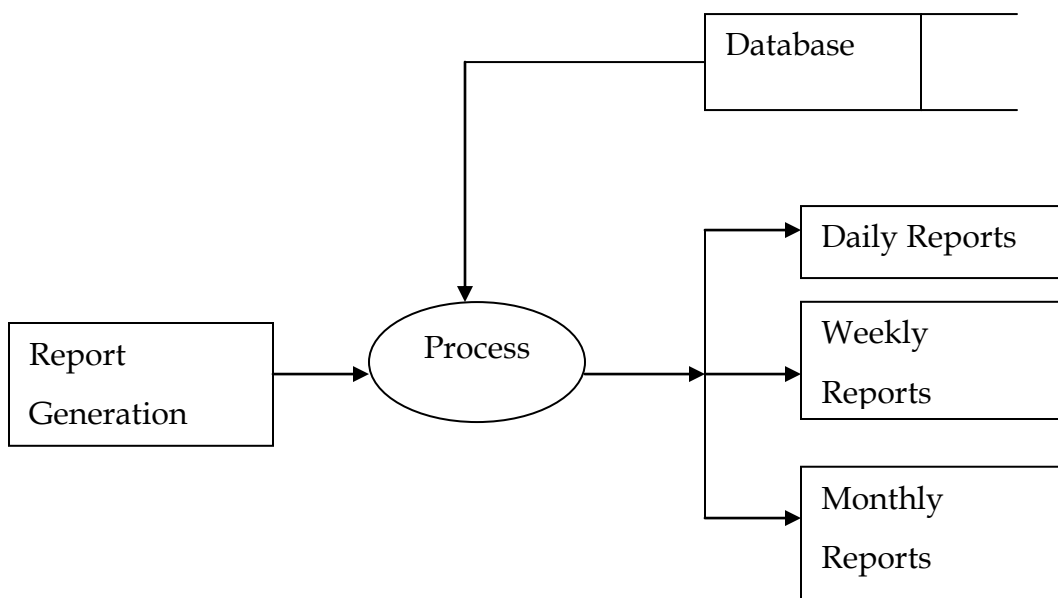 Database
Daily Reports
Report
Generation
Process
Weekly
Reports
Monthly
Reports